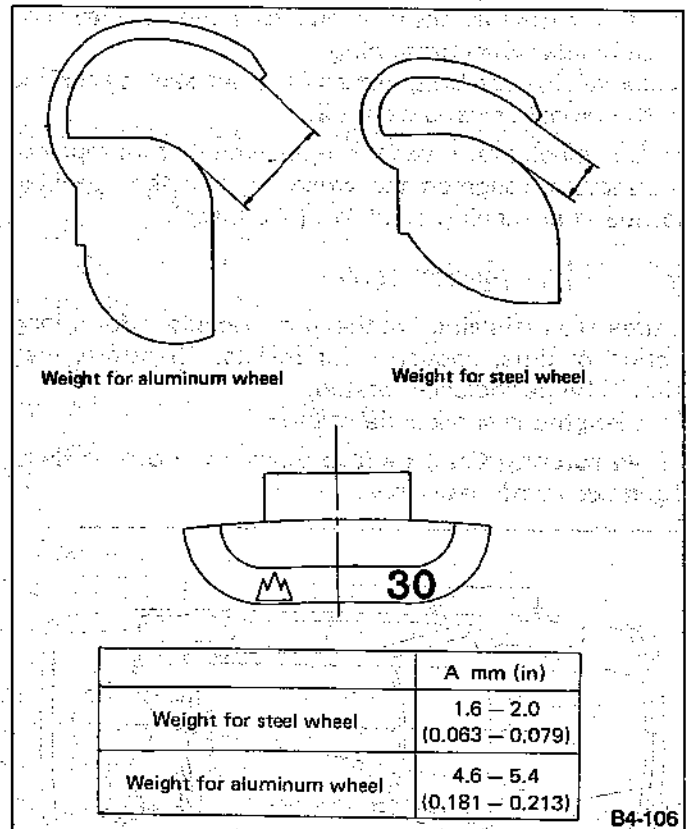 Weight for aluminum wheel
Weight for steel wheel
30
A mm (in)
Weight for steel wheel
1.6 – 2.0
(0.063 – 0.079)
Weight for aluminum wheel
4.6 – 5.4
(0.181 – 0.213)
B4-106